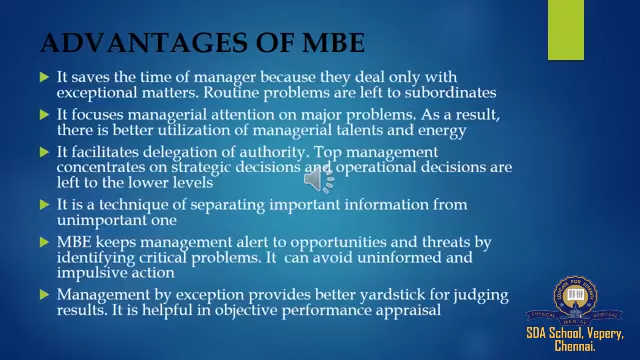 ADVANTAGES OF MBE
It saves the time of manager because they deal only with
exceptional matters. Routine problems are left to subordinates
It focuses managerial attention on major problems. As a result,
there is better utilization of managerial talents and energy
It facilitates delegation of authority. Top management
concentrates on strategic decisions and operational decisions are
left to the lower levels
It is a technique of separating important information from
unimportant one
MBE keeps management alert to opportunities and threats by
identifying critical problems. It can avoid uninformed and
impulsive action
Management by exception provides better yardstick for judging
results. It is helpful in objective performance appraisal
PHYSICAL MENTAL SPIRITUAL
SDA School, Vepery,
Chennai.